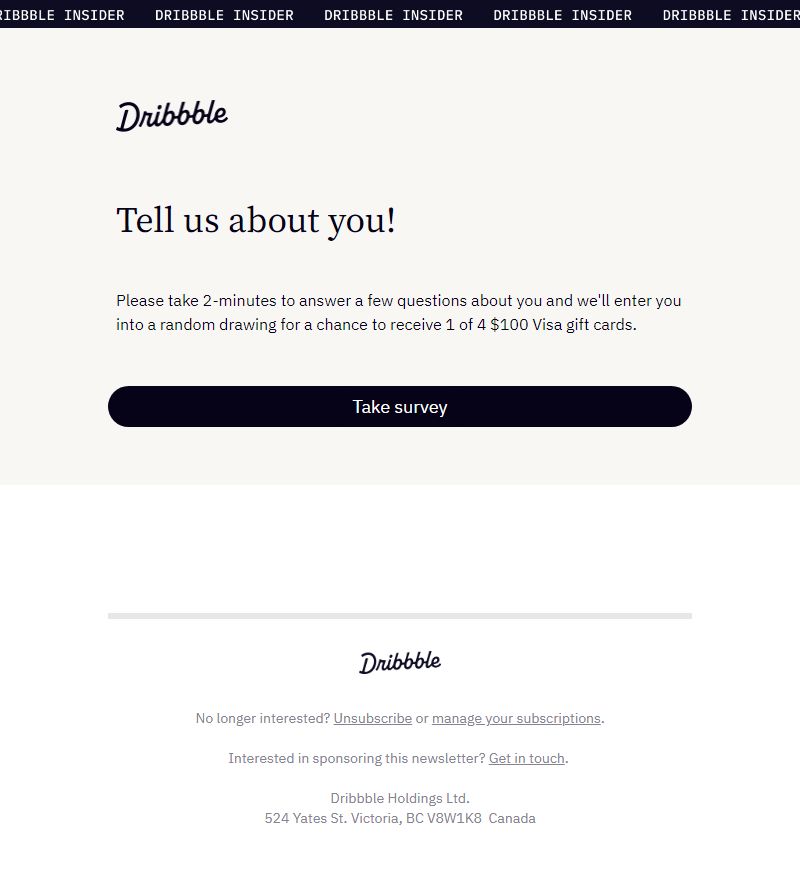 DRIBBBLE INSIDER DRIBBBLE INSIDER DRIBBBLE INSIDER DRIBBBLE INSIDER
Dribbble
Tell us about you!
Please take 2-minutes to answer a few questions about you and we'll enter you
into a random drawing for a chance to receive 1 of 4 $100 Visa gift cards.
Take survey
Dribbble
No longer interested? Unsubscribe or manage your subscriptions.
Interested in sponsoring this newsletter? Get in touch.
Dribbble Holdings Ltd.
524 Yates St. Victoria, BC V8W1K8 Canada